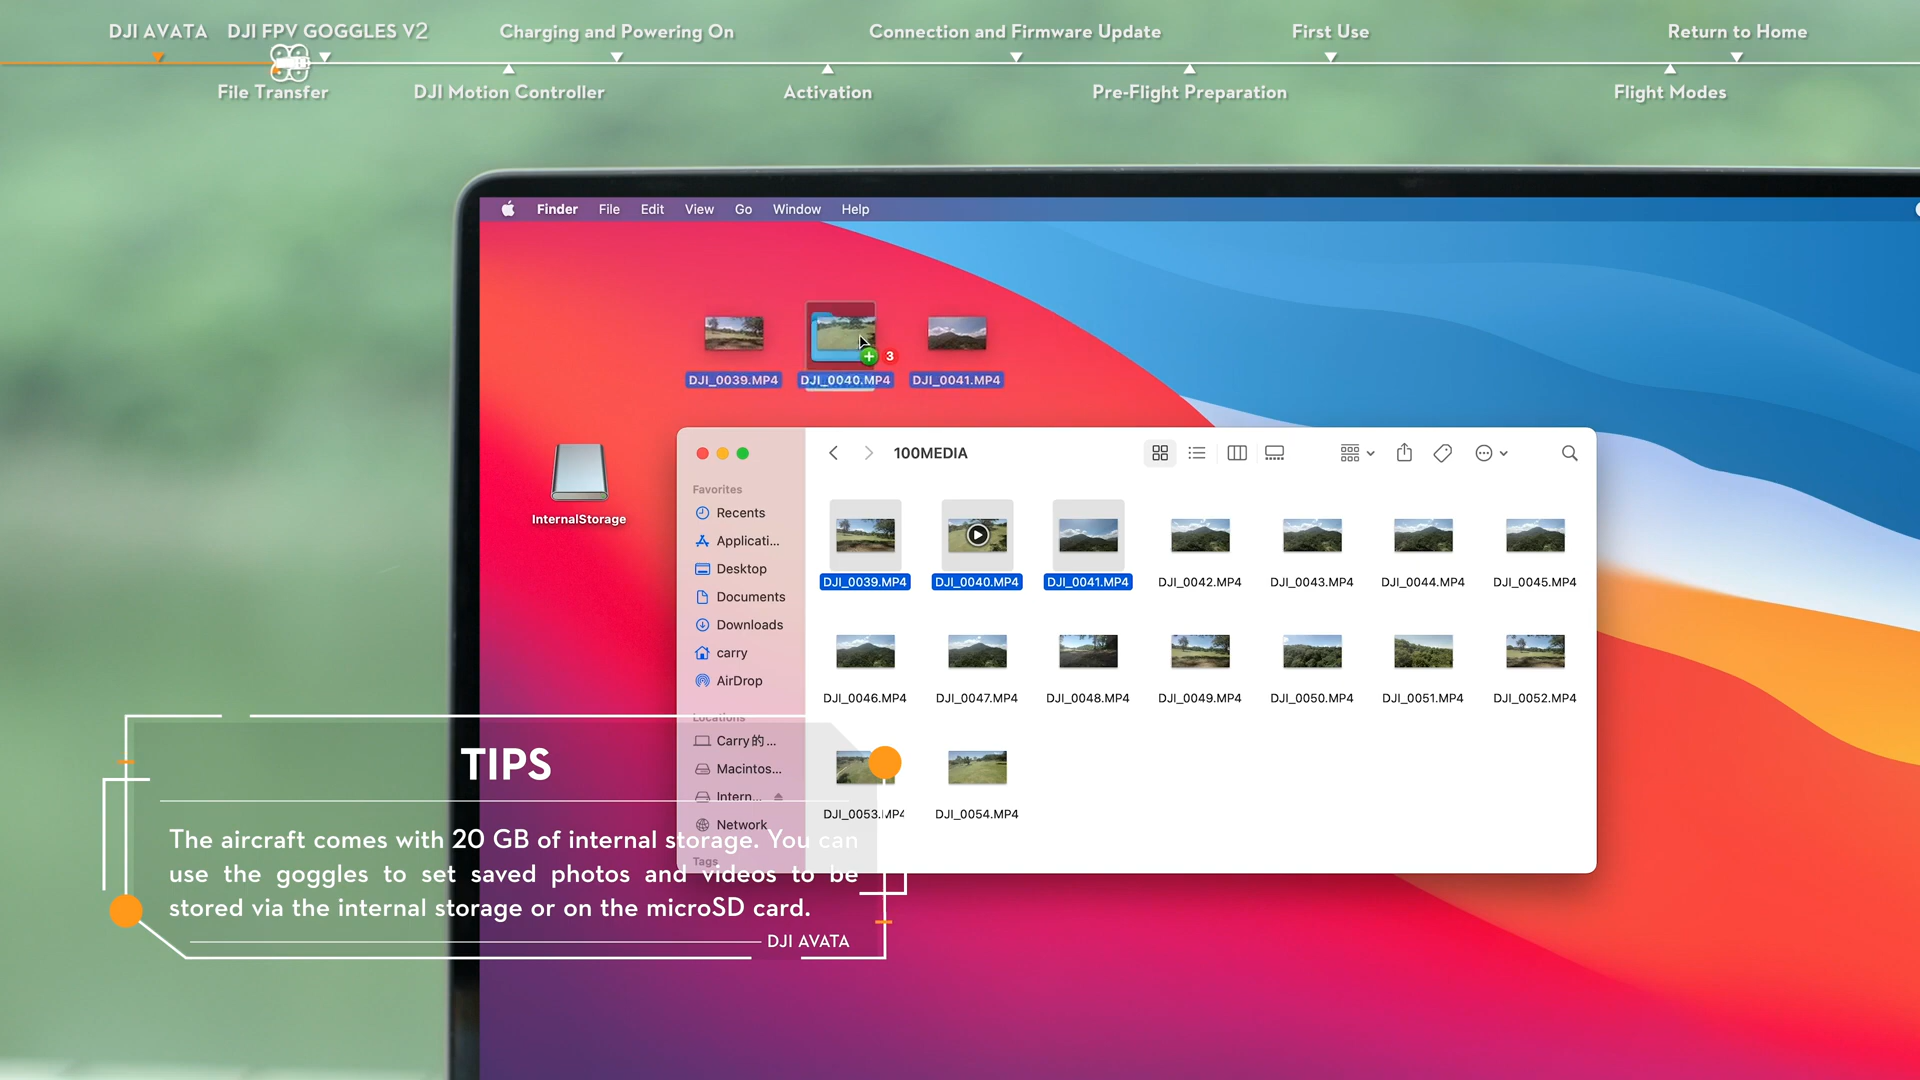 DJI AVATA
DJI FPV GOGGLES V2
Charging and Powering On
Connection and Firmware Update
First Use
Return to Home
File Transfer
DJI Motion Controller
Activation
Pre-Flight Preparation
Flight Modes
Finder File Edit View Go Window Help
3
DJI_0039.MP4 DJI_0040.MP4 DJI_0041.MP4
InternalStorage
100MEDIA
Favorites
Recents
Applicati...
Desktop
Documents
Downloads
carry
AirDrop
Locations
Carry的 ...
Macintos...
Intern...
Network
Tags
DJI_0039.MP4 DJI_0040.MP4 DJI_0041.MP4 DJI_0042.MP4 DJI_0043.MP4 DJI_0044.MP4 DJI_0045.MP4
DJI_0046.MP4 DJI_0047.MP4 DJI_0048.MP4 DJI_0049.MP4 DJI_0050.MP4 DJI_0051.MP4 DJI_0052.MP4
DJI_0053.MP4 DJI_0054.MP4
TIPS
The aircraft comes with 20 GB of internal storage. You can
use the goggles to set saved photos and videos to be
stored via the internal storage or on the microSD card.
DJI AVATA